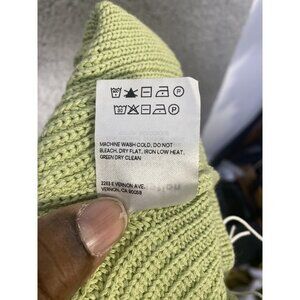 MACHINE WASH COLD, DO NOT
BLEACH, DRY FLAT, IRON LOW HEAT,
GREEN DRY CLEAN
2283 E VERNON AVE.
VERNON, CA 90058